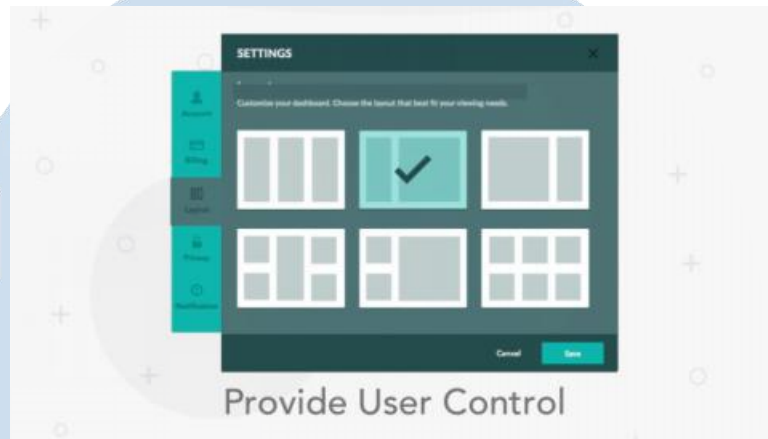 SETTINGS
Customize your dashboard. Choose the layout that best fit your viewing needs.
Account
Billing
Layout
Privacy
Notifications
Cancel
Save
Provide User Control